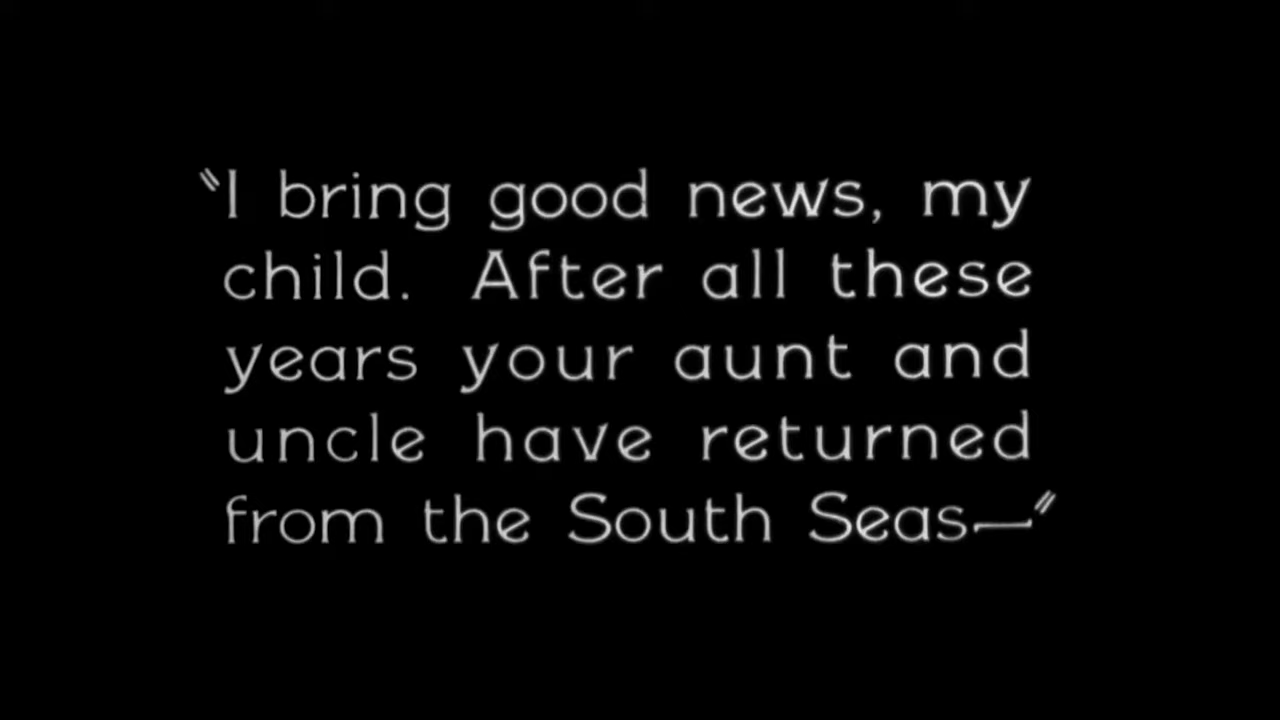 "I bring good news, my
child. After all these
years your aunt and
uncle have returned
from the South Seas—"